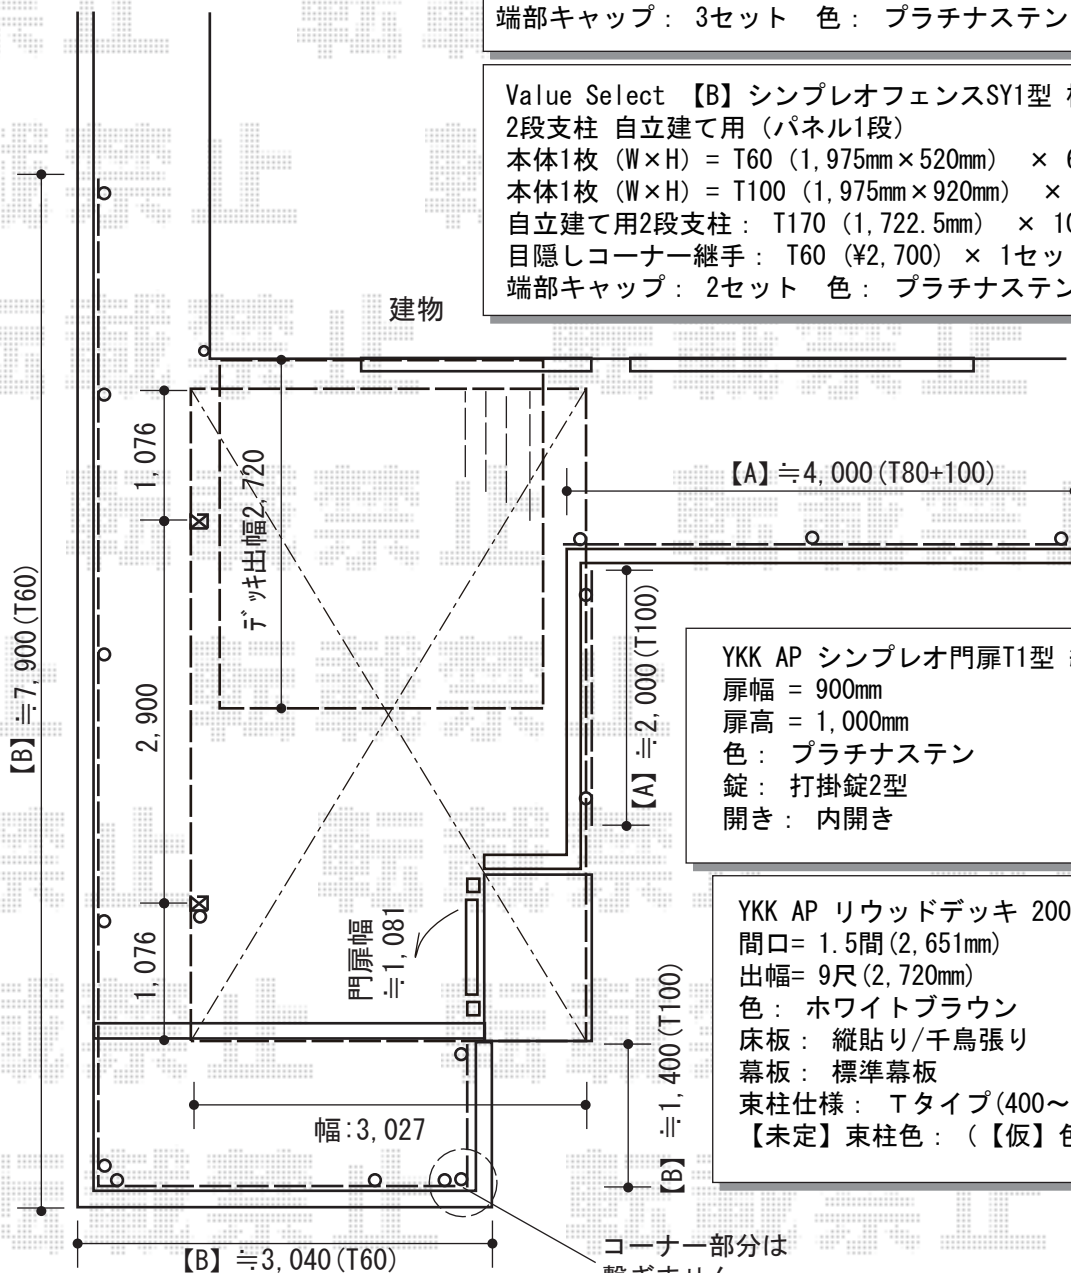 端部キャップ： 3セット 色： プラチナステン
Value Select 【B】シンプレオフェンスSY1型
2段支柱 自立建て用（パネル1段）
本体1枚（W×H）= T60（1,975mm×520mm） ×
本体1枚（W×H）= T100（1,975mm×920mm） ×
自立建て用2段支柱： T170（1,722.5mm） × 10
目隠しコーナー継手： T60（¥2,700）× 1セッ
端部キャップ： 2セット 色： プラチナステン
建物
1,076
デッキ出幅2,720
【A】≒4,000(T80+100)
【B】≒7,900(T60)
2,900
【A】≒2,000(T100)
YKK AP シンプレオ門扉T1型
扉幅 = 900mm
扉高 = 1,000mm
色： プラチナステン
錠： 打掛錠2型
開き： 内開き
門扉幅
≒1,081
1,076
YKK AP リウッドデッキ 200
間口= 1.5間(2,651mm)
出幅= 9尺(2,720mm)
色： ホワイトブラウン
床板： 縦貼り/千鳥張り
幕板： 標準幕板
束柱仕様： Tタイプ(400～
【未定】束柱色：（【仮】色
【B】≒1,400(T100)
幅:3,027
【B】≒3,040(T60)
コーナー部分は